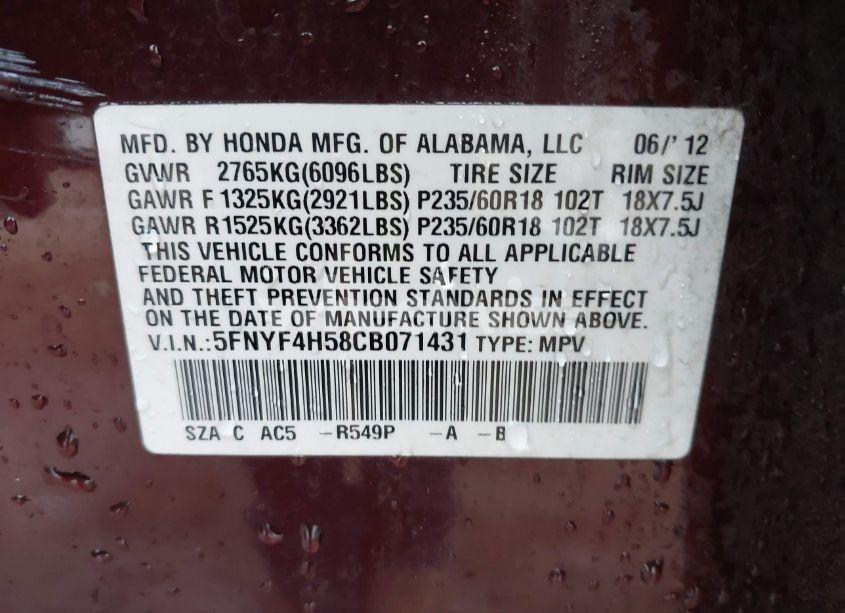 MFD. BY HONDA MFG. OF ALABAMA, LLC 06/' 12
GVWR 2765KG(6096LBS) TIRE SIZE RIM SIZE
GAWR F 1325KG(2921LBS) P235/60R18 102T 18X7.5J
GAWR R1525KG(3362LBS) P235/60R18 102T 18X7.5J
THIS VEHICLE CONFORMS TO ALL APPLICABLE
FEDERAL MOTOR VEHICLE SAFETY
AND THEFT PREVENTION STANDARDS IN EFFECT
ON THE DATE OF MANUFACTURE SHOWN ABOVE.
V.I.N.:5FNYF4H58CB071431 TYPE: MPV
SZA C AC5 -R549P -A -B